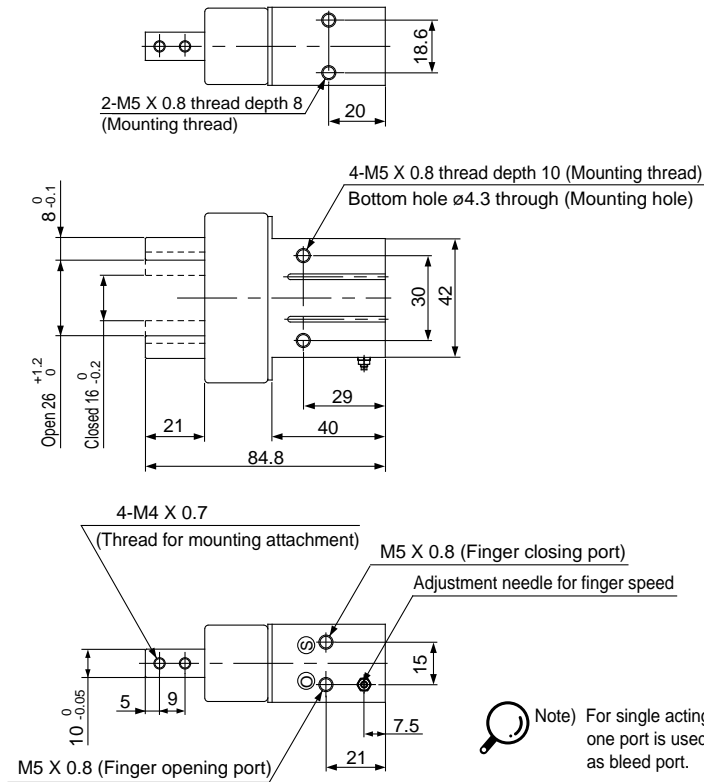 18.6
2-M5 X 0.8 thread depth 8
(Mounting thread)
20
4-M5 X 0.8 thread depth 10 (Mounting thread)
Bottom hole ø4.3 through (Mounting hole)
8 0 -0.1
30
42
Open 26 +1.2 0
Closed 16 0 -0.2
29
21
40
84.8
4-M4 X 0.7
(Thread for mounting attachment)
M5 X 0.8 (Finger closing port)
Adjustment needle for finger speed
S
O
15
10 0 -0.05
5
9
7.5
21
M5 X 0.8 (Finger opening port)
Note) For single acting
one port is used
as bleed port.